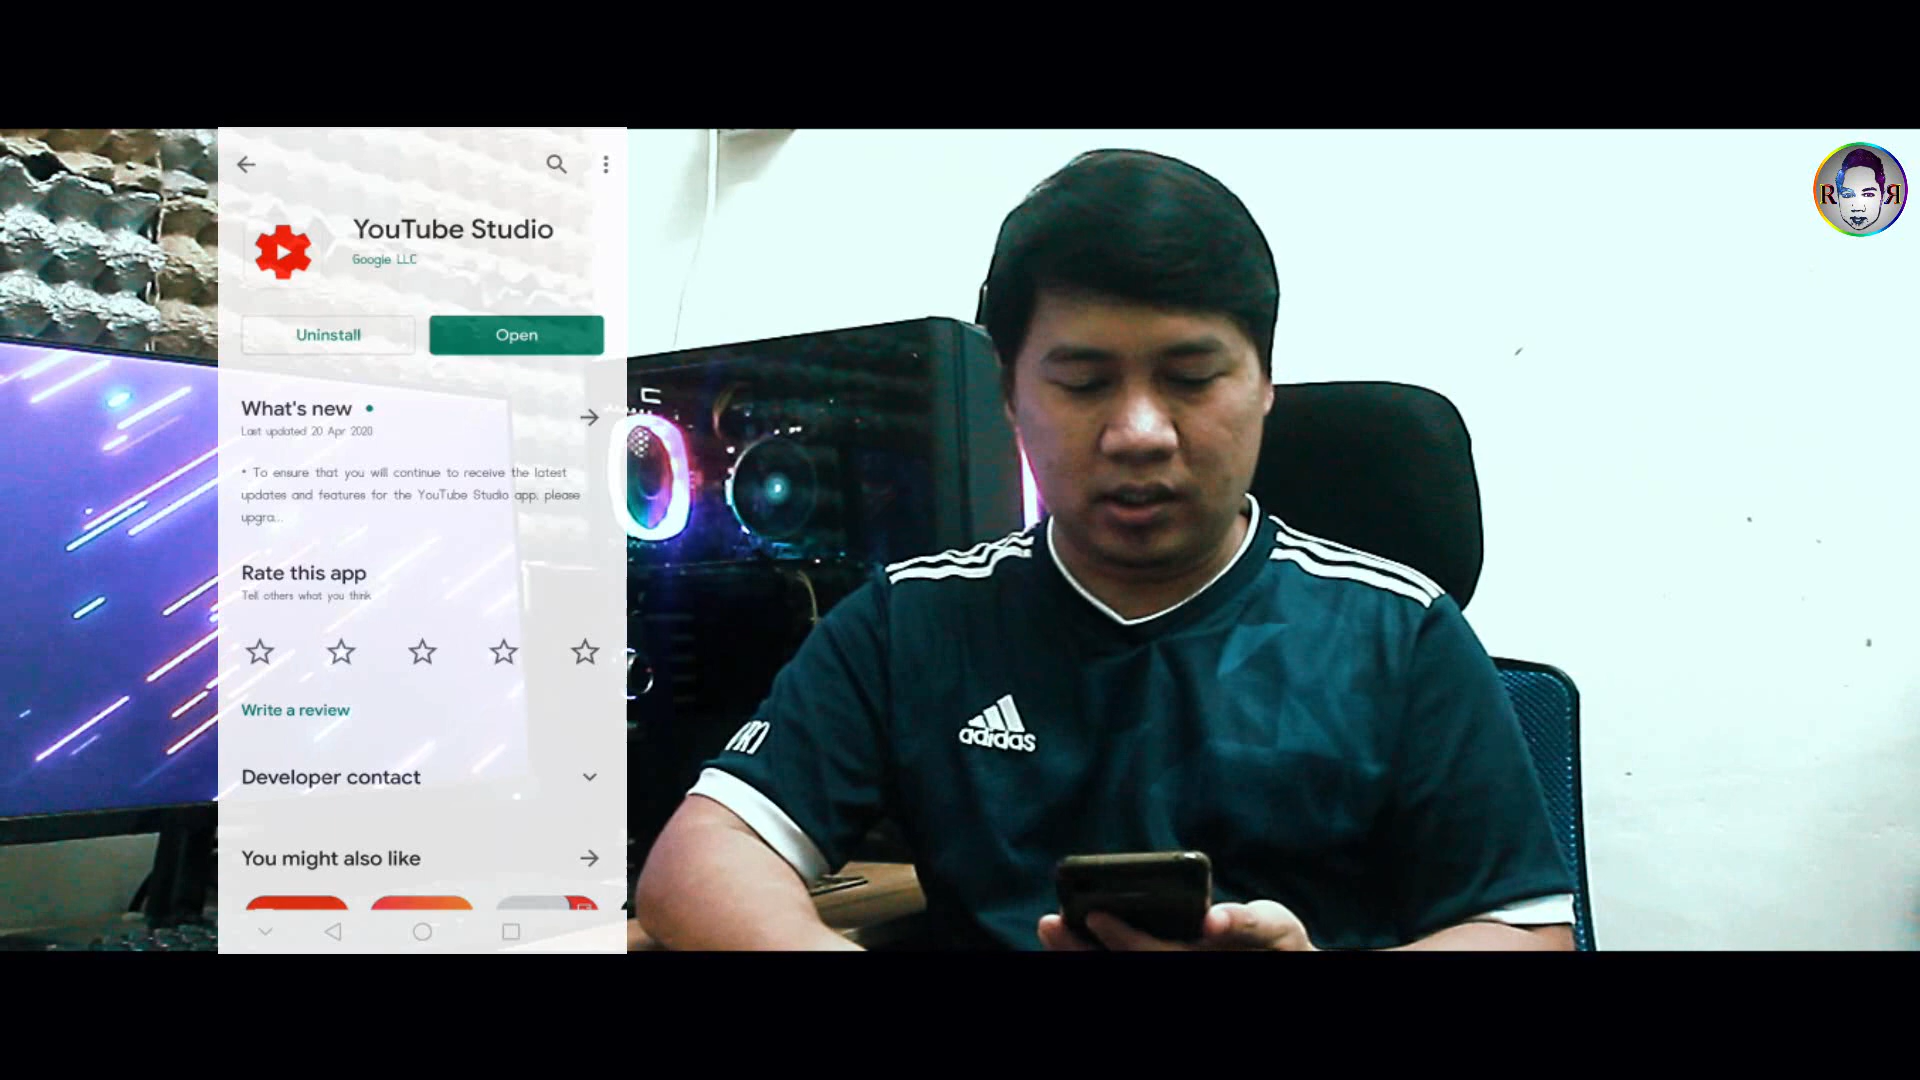 YouTube Studio
Google LLC
Uninstall
Open
What's new
Last updated 20 Apr 2020
* To ensure that you will continue to receive the latest
updates and features for the YouTube Studio app, please
upgra...
Rate this app
Tell others what you think
Write a review
Developer contact
You might also like
adidas
R R